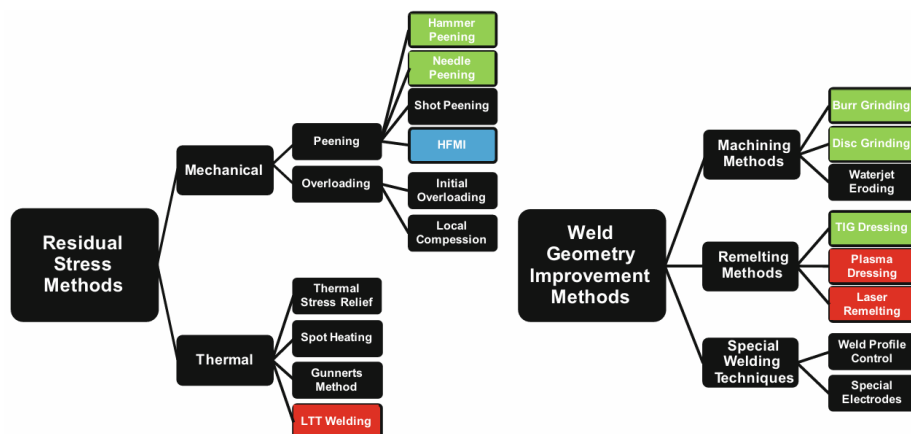 Residual
Stress
Methods
Mechanical
Peening
Hammer
Peening
Needle
Peening
Shot Peening
HFMI
Overloading
Initial
Overloading
Local
Compession
Thermal
Thermal
Stress Relief
Spot Heating
Gunnerts
Method
LTT Welding
Weld
Geometry
Improvement
Methods
Machining
Methods
Burr Grinding
Disc Grinding
Waterjet
Eroding
Remelting
Methods
TIG Dressing
Plasma
Dressing
Laser
Remelting
Special
Welding
Techniques
Weld Profile
Control
Special
Electrodes